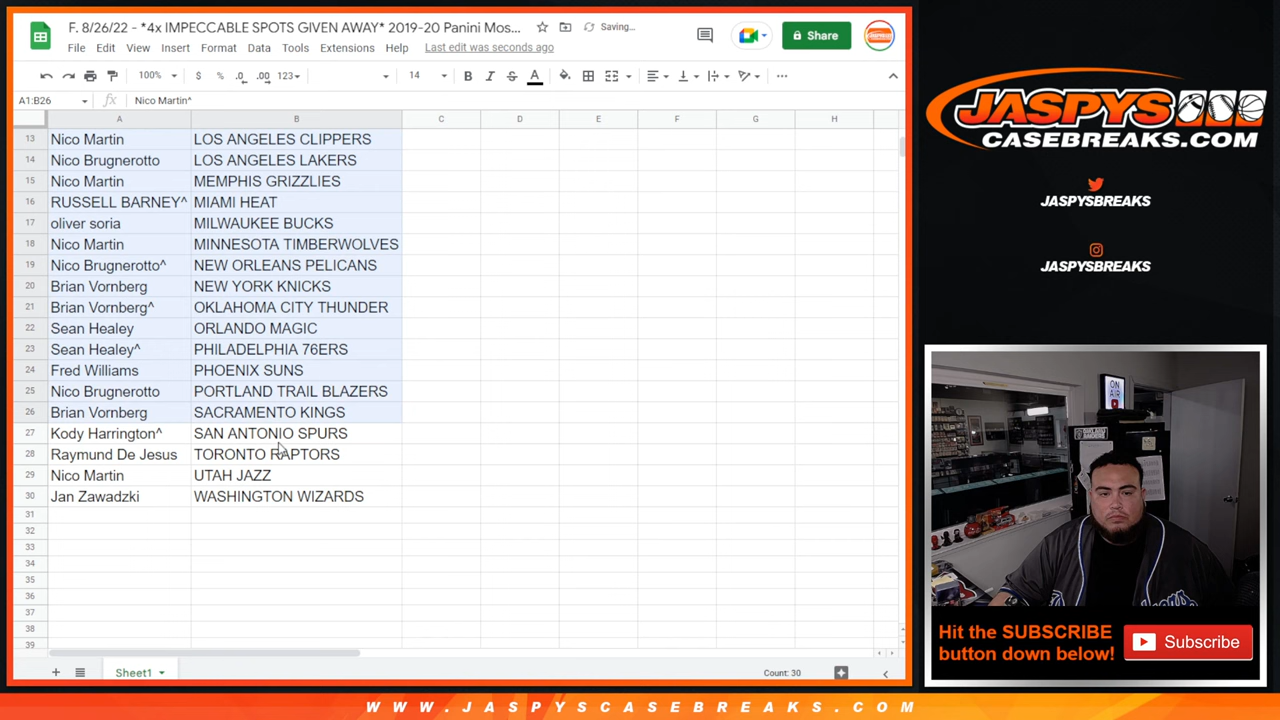 F. 8/26/22 - *4x IMPECCABLE SPOTS GIVEN AWAY* 2019-20 Panini Mos... Saving...
File Edit View Insert Format Data Tools Extensions Help Last edit was seconds ago
Share
100% $ % .0 .00 123 14 B I S A
A1:B26 fx Nico Martin^
A B C D E F G H
13 Nico Martin LOS ANGELES CLIPPERS
14 Nico Brugnerotto LOS ANGELES LAKERS
15 Nico Martin MEMPHIS GRIZZLIES
16 RUSSELL BARNEY^ MIAMI HEAT
17 oliver soria MILWAUKEE BUCKS
18 Nico Martin MINNESOTA TIMBERWOLVES
19 Nico Brugnerotto^ NEW ORLEANS PELICANS
20 Brian Vornberg NEW YORK KNICKS
21 Brian Vornberg^ OKLAHOMA CITY THUNDER
22 Sean Healey ORLANDO MAGIC
23 Sean Healey^ PHILADELPHIA 76ERS
24 Fred Williams PHOENIX SUNS
25 Nico Brugnerotto PORTLAND TRAIL BLAZERS
26 Brian Vornberg SACRAMENTO KINGS
27 Kody Harrington^ SAN ANTONIO SPURS
28 Raymund De Jesus TORONTO RAPTORS
29 Nico Martin UTAH JAZZ
30 Jan Zawadzki WASHINGTON WIZARDS
31
32
33
34
35
36
37
38
39
Sheet1 Count: 30
JASPYS
CASEBREAKS.COM
JASPYSBREAKS
JASPYSBREAKS
ON AIR
Hit the SUBSCRIBE
button down below!
Subscribe
WWW.JASPYSCASEBREAKS.COM